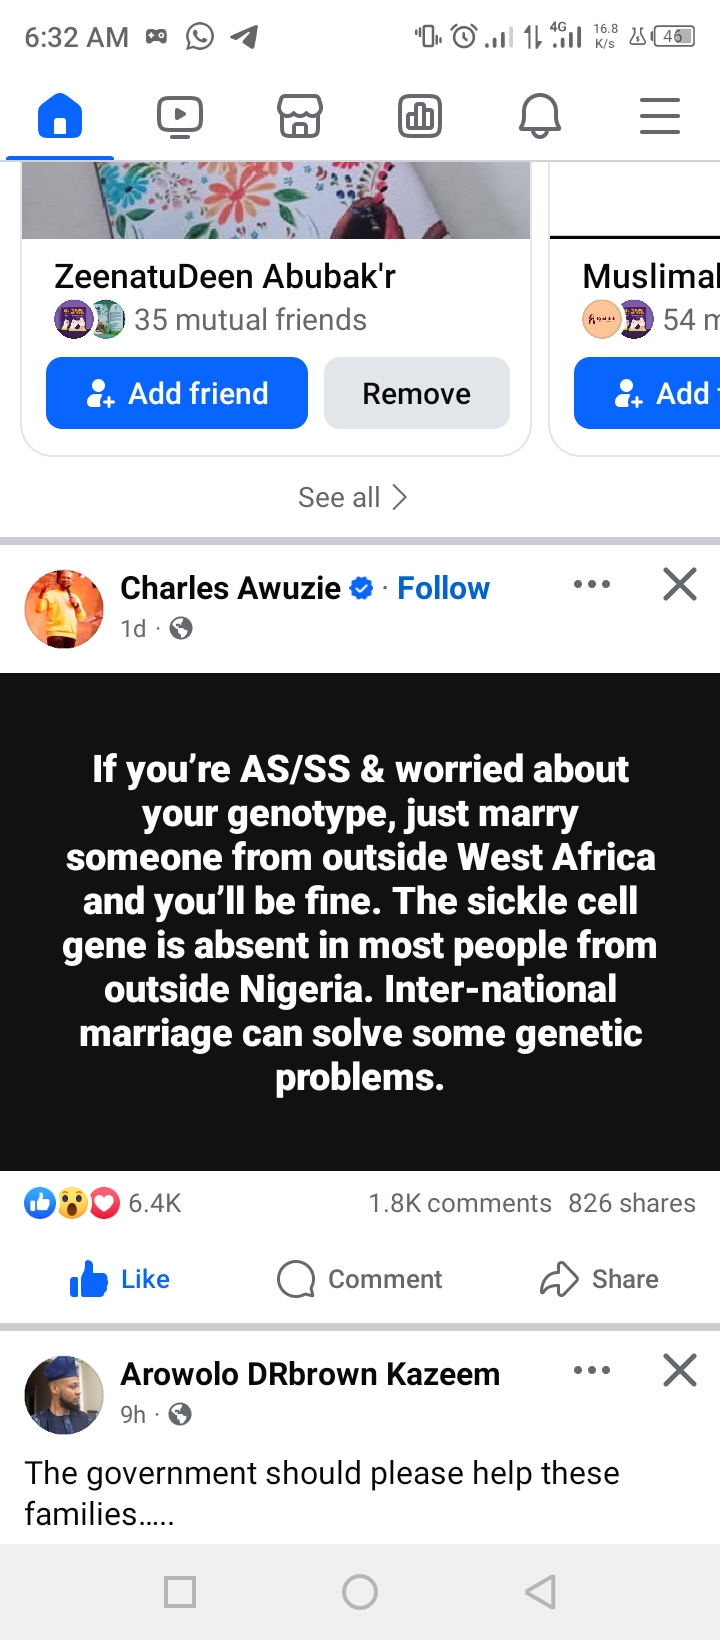 6:32 AM
4G
16.8
K/s
46
ZeenatuDeen Abubak'r
35 mutual friends
Add friend
Remove
Muslimal
54 m
Add
See all
Charles Awuzie · Follow
1d ·
If you’re AS/SS & worried about
your genotype, just marry
someone from outside West Africa
and you’ll be fine. The sickle cell
gene is absent in most people from
outside Nigeria. Inter-national
marriage can solve some genetic
problems.
6.4K
1.8K comments 826 shares
Like
Comment
Share
Arowolo DRbrown Kazeem
9h ·
The government should please help these
families.....